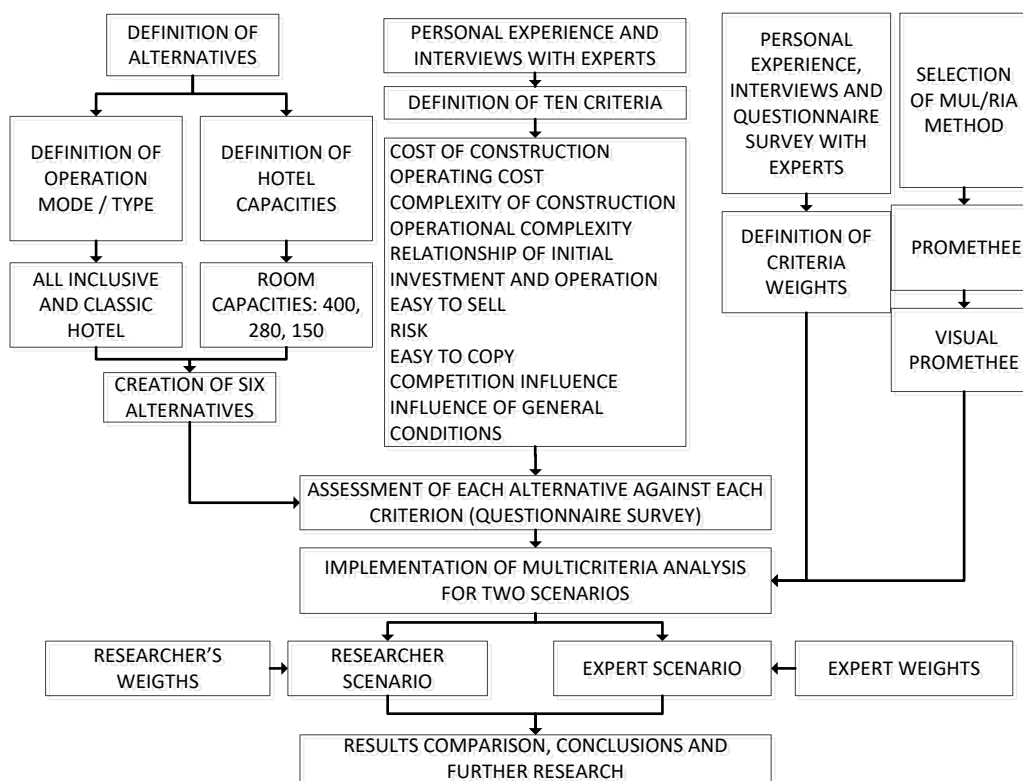 DEFINITION OF
ALTERNATIVES
DEFINITION OF
OPERATION
MODE / TYPE
DEFINITION OF
HOTEL
CAPACITIES
ALL INCLUSIVE
AND CLASSIC
HOTEL
ROOM
CAPACITIES: 400,
280, 150
CREATION OF SIX
ALTERNATIVES
PERSONAL EXPERIENCE AND
INTERVIEWS WITH EXPERTS
DEFINITION OF TEN CRITERIA
COST OF CONSTRUCTION
OPERATING COST
COMPLEXITY OF CONSTRUCTION
OPERATIONAL COMPLEXITY
RELATIONSHIP OF INITIAL
INVESTMENT AND OPERATION
EASY TO SELL
RISK
EASY TO COPY
COMPETITION INFLUENCE
INFLUENCE OF GENERAL
CONDITIONS
PERSONAL
EXPERIENCE,
INTERVIEWS AND
QUESTIONNAIRE
SURVEY WITH
EXPERTS
DEFINITION OF
CRITERIA
WEIGHTS
SELECTION
OF MUL/RIA
METHOD
PROMETHEE
VISUAL
PROMETHEE
ASSESSMENT OF EACH ALTERNATIVE AGAINST EACH
CRITERION (QUESTIONNAIRE SURVEY)
IMPLEMENTATION OF MULTICRITERIA ANALYSIS
FOR TWO SCENARIOS
RESEARCHER'S
WEIGTHS
RESEARCHER
SCENARIO
EXPERT SCENARIO
EXPERT WEIGHTS
RESULTS COMPARISON, CONCLUSIONS AND
FURTHER RESEARCH